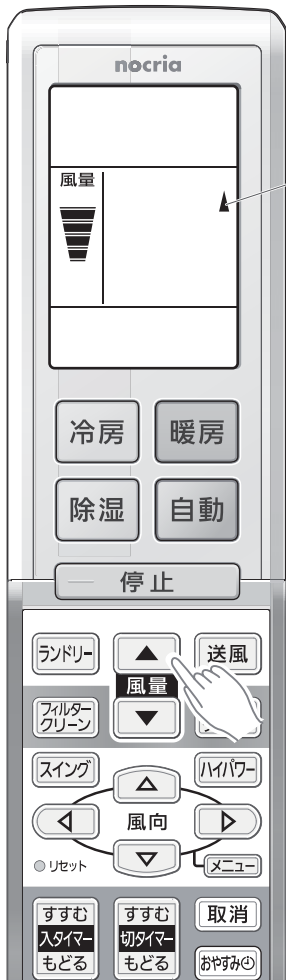 nocria
風量
冷房
暖房
除湿
自動
停止
ランドリー
送風
風量
フィルター
クリーン
スイング
ハイパワー
風向
リセット
メニュー
すすむ
入タイマー
もどる
すすむ
切タイマー
もどる
取消
おやすみ